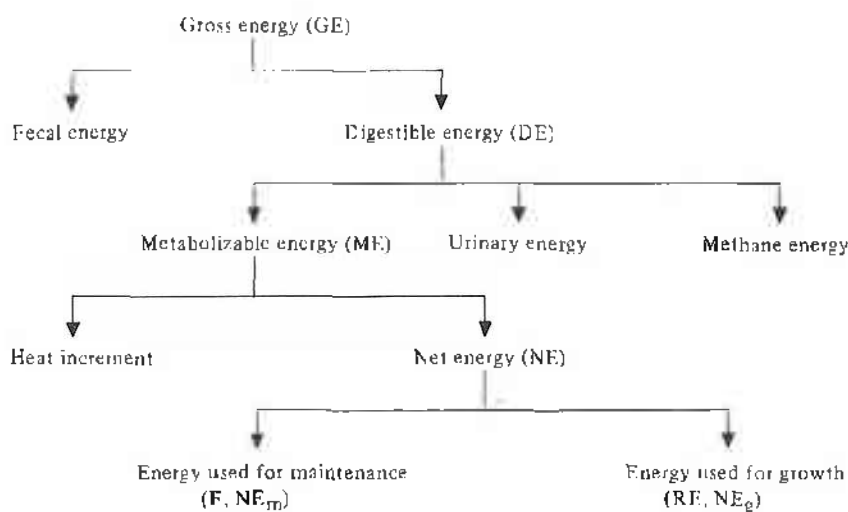 Gross energy (GE)
Fecal energy
Digestible energy (DE)
Metabolizable energy (ME)
Urinary energy
Methane energy
Heat increment
Net energy (NE)
Energy used for maintenance
(F, NEm)
Energy used for growth
(RE, NEg)